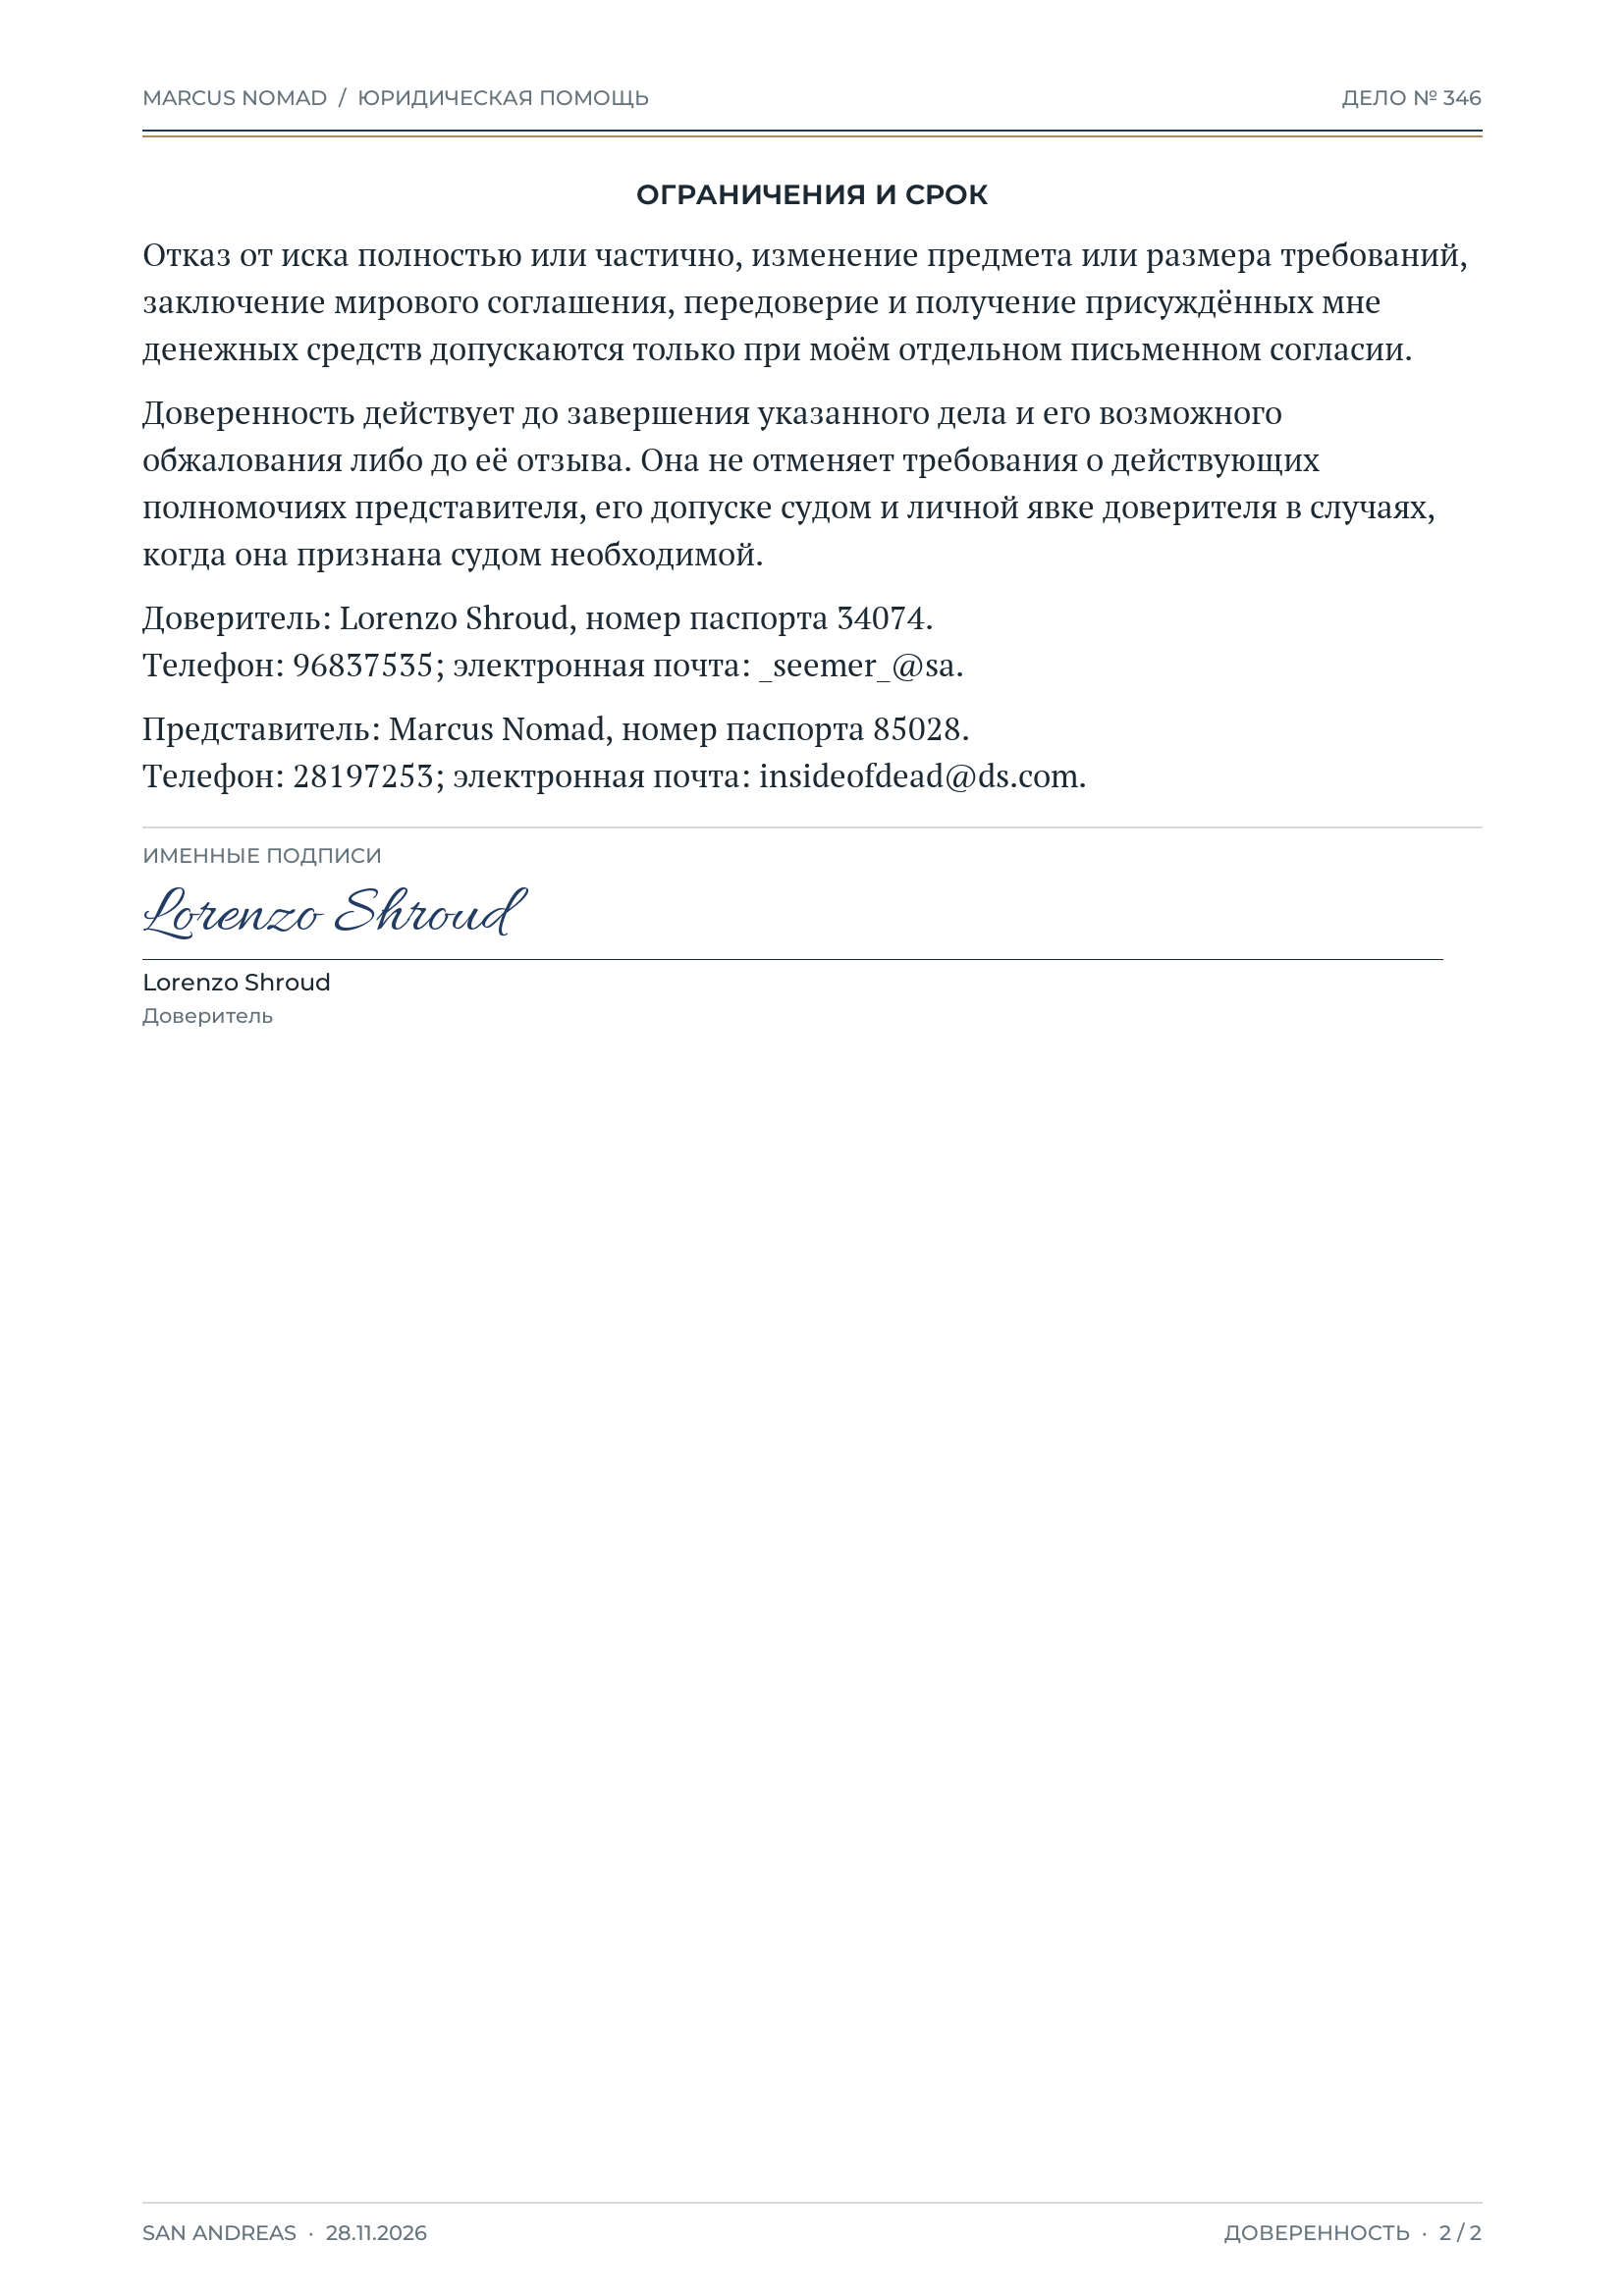 MARCUS NOMAD / ЮРИДИЧЕСКАЯ ПОМОЩЬ
ДЕЛО № 346
ОГРАНИЧЕНИЯ И СРОК
Отказ от иска полностью или частично, изменение предмета или размера требований,
заключение мирового соглашения, передоверие и получение присуждённых мне
денежных средств допускаются только при моём отдельном письменном согласии.
Доверенность действует до завершения указанного дела и его возможного
обжалования либо до её отзыва. Она не отменяет требования о действующих
полномочиях представителя, его допуске судом и личной явке доверителя в случаях,
когда она признана судом необходимой.
Доверитель: Lorenzo Shroud, номер паспорта 34074.
Телефон: 96837535; электронная почта: _seemer_@sa.
Представитель: Marcus Nomad, номер паспорта 85028.
Телефон: 28197253; электронная почта: insideofdead@ds.com.
ИМЕННЫЕ ПОДПИСИ
Lorenzo Shroud
Lorenzo Shroud
Доверитель
SAN ANDREAS · 28.11.2026
ДОВЕРЕННОСТЬ · 2 / 2